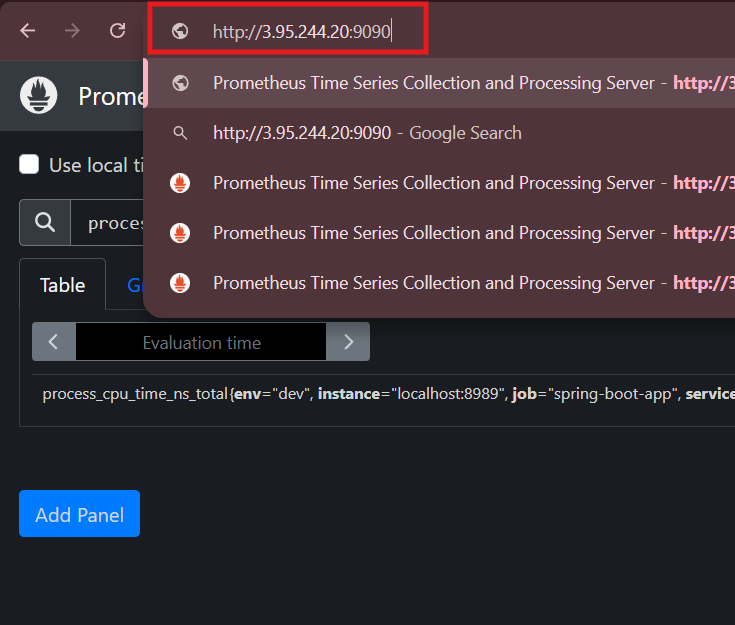 http://3.95.244.20:9090
Prome
Prometheus Time Series Collection and Processing Server - http://3
http://3.95.244.20:9090 - Google Search
Use local ti
Prometheus Time Series Collection and Processing Server - http://3
proces
Prometheus Time Series Collection and Processing Server - http://3
Table
Gr
Prometheus Time Series Collection and Processing Server - http://3
Evaluation time
process_cpu_time_ns_total{env="dev", instance="localhost:8989", job="spring-boot-app", service
Add Panel